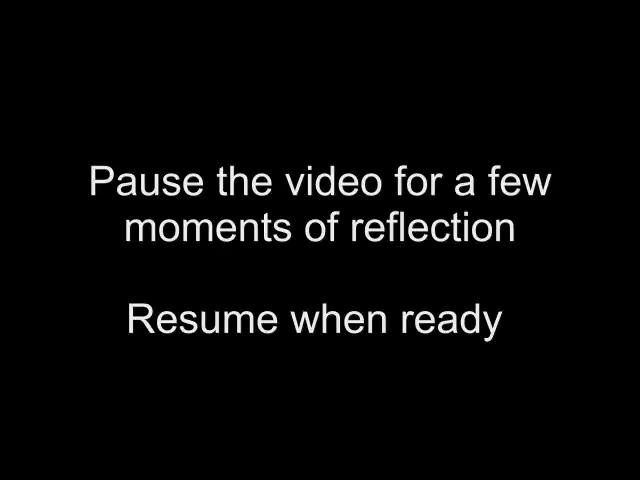 Pause the video for a few
moments of reflection
Resume when ready